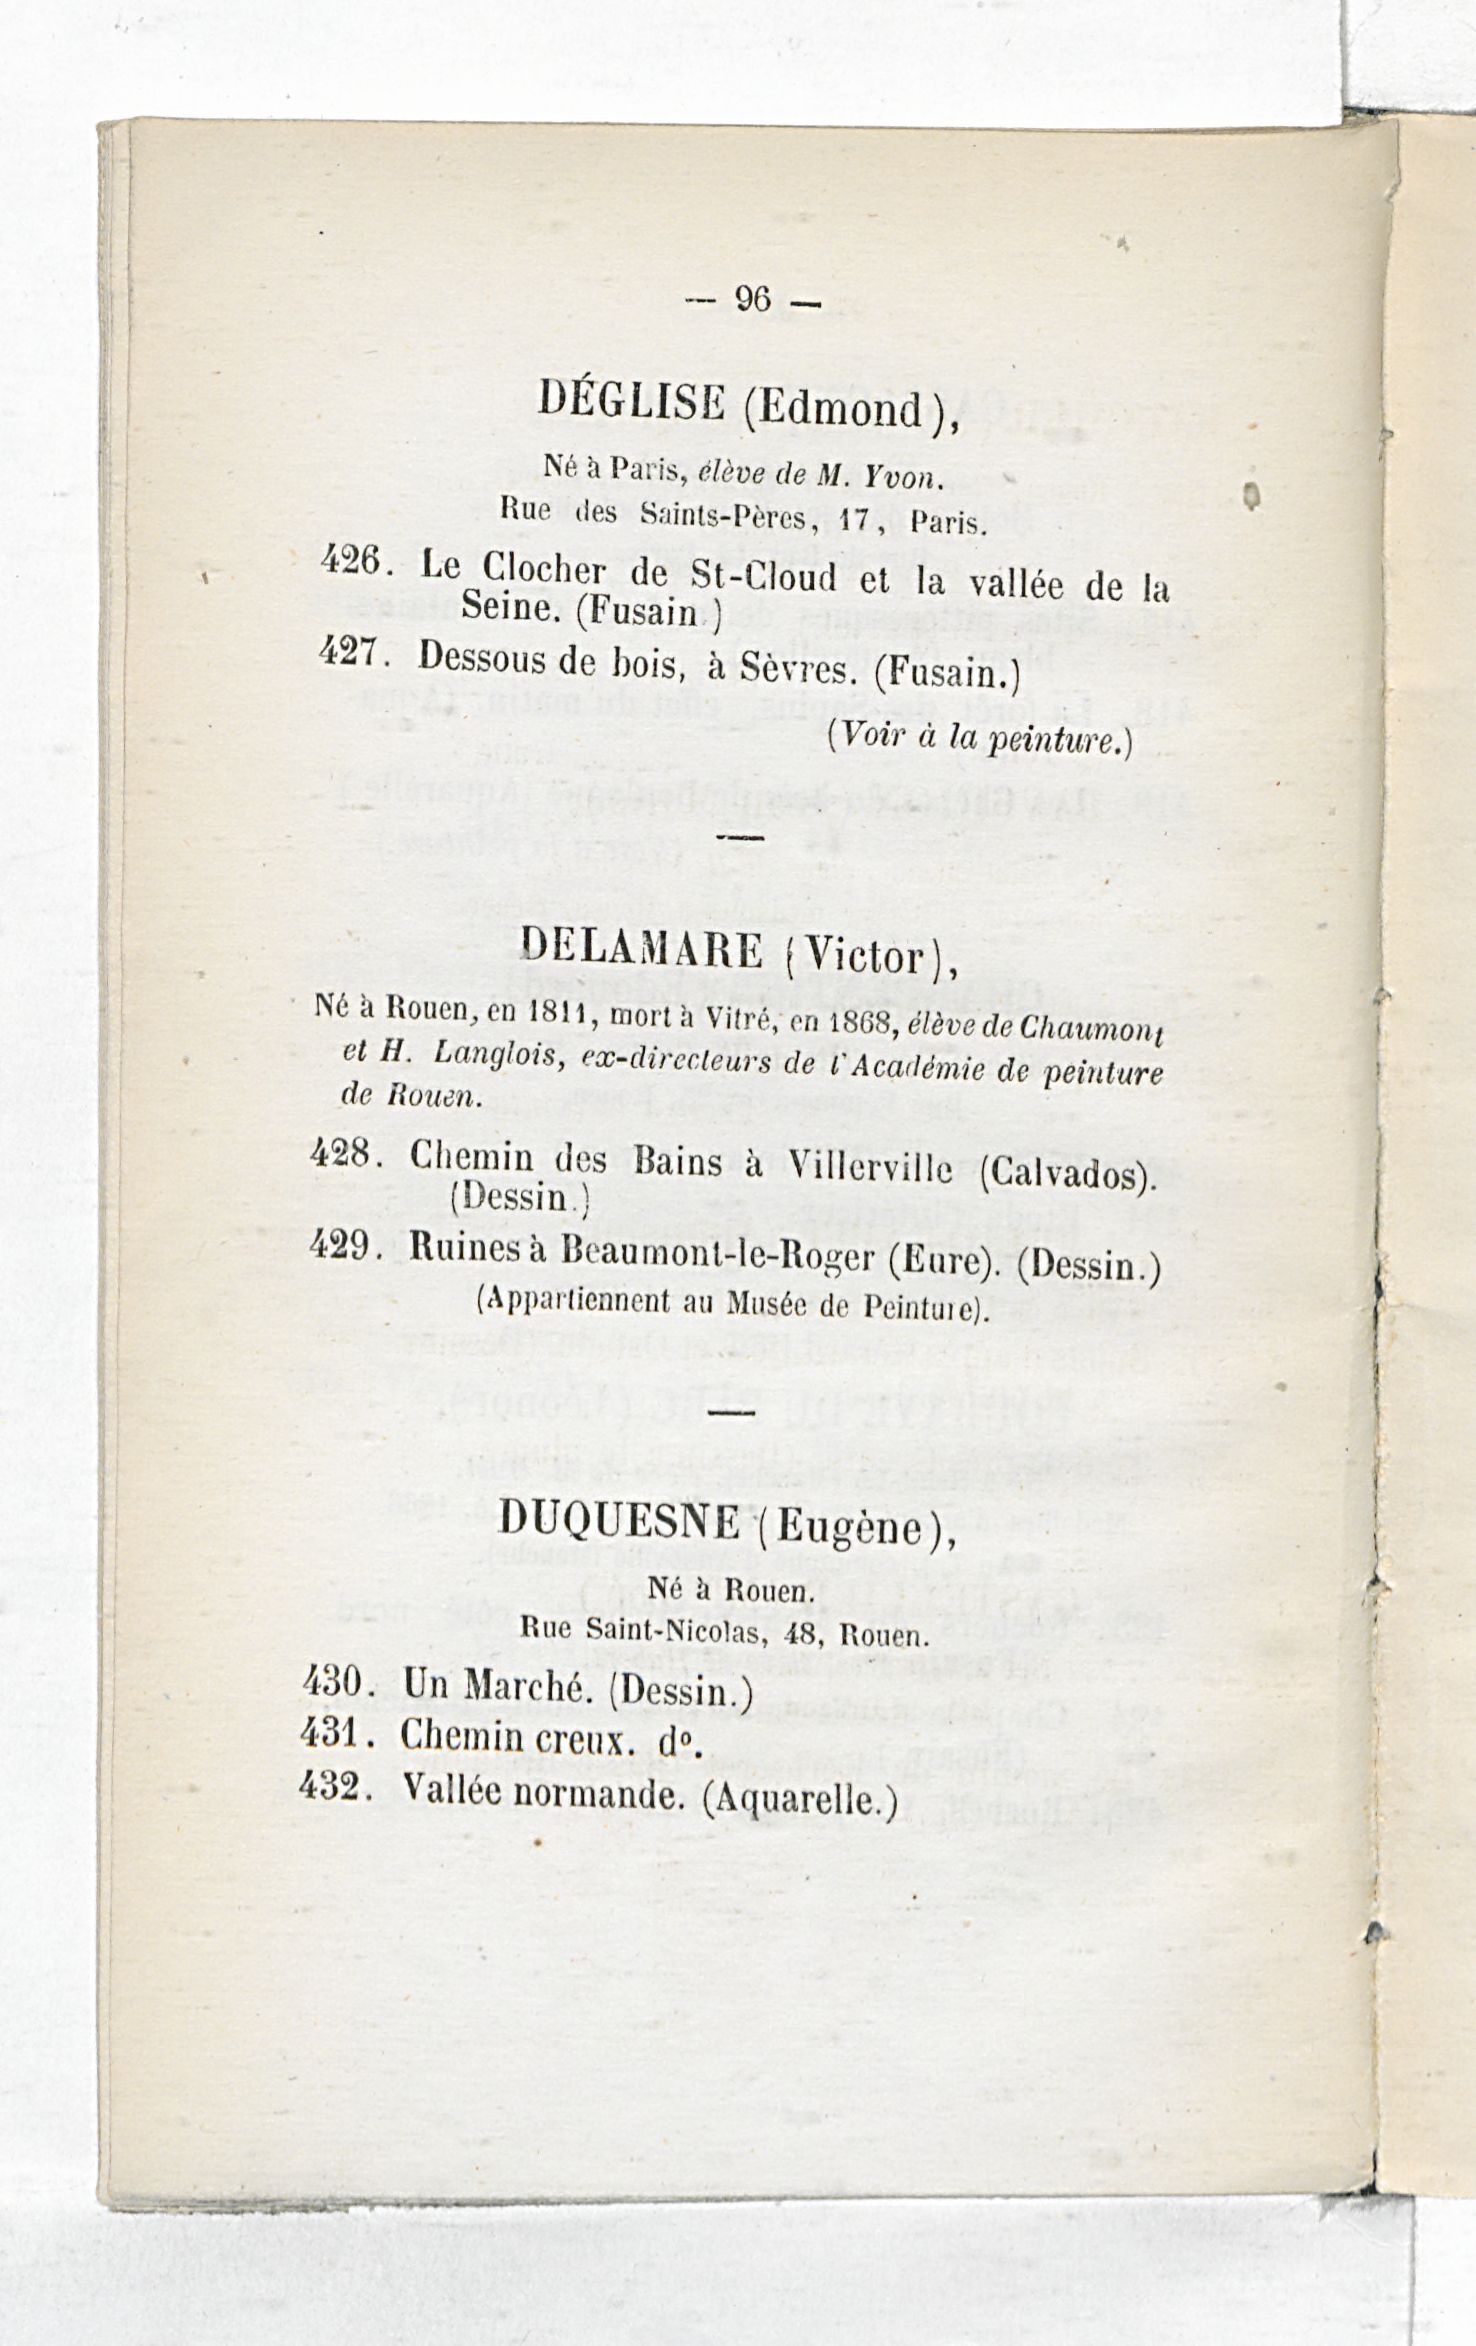 — 96 —
DÉGLISE (Edmond),
Né à Paris, élève de M. Yvon.
Rue des Saints-Pères, 17, Paris.
426. Le Clocher de St-Cloud et la vallée de la
Seine. (Fusain.)
427. Dessous de bois, à Sèvres. (Fusain.)
(Voir à la peinture.)
DELAMARE (Victor),
Né à Rouen, en 1811, mort à Vitré, en 1868, élève de Chaumont
et H. Langlois, ex-directeurs de l'Académie de peinture
de Rouen.
428. Chemin des Bains à Villerville (Calvados).
(Dessin.)
429. Ruines à Beaumont-le-Roger (Eure). (Dessin.)
(Appartiennent au Musée de Peinture).
DUQUESNE (Eugène),
Né à Rouen.
Rue Saint-Nicolas, 48, Rouen.
430. Un Marché. (Dessin.)
431. Chemin creux. dº.
432. Vallée normande. (Aquarelle.)